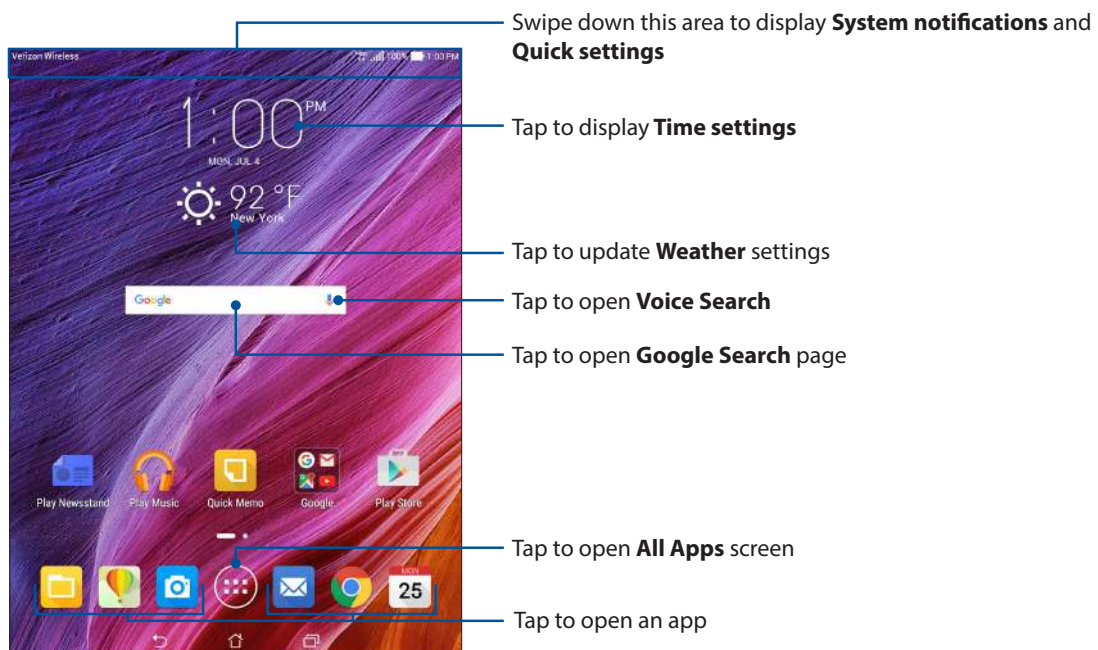 Swipe down this area to display System notifications and
Quick settings
Verizon Wireless
100% 1:03 PM
1:00 PM
MON, JUL 4
92 °F
New York
Tap to display Time settings
Tap to update Weather settings
Google
Tap to open Voice Search
Tap to open Google Search page
Play Newsstand Play Music Quick Memo Google Play Store
Tap to open All Apps screen
MON
25
Tap to open an app